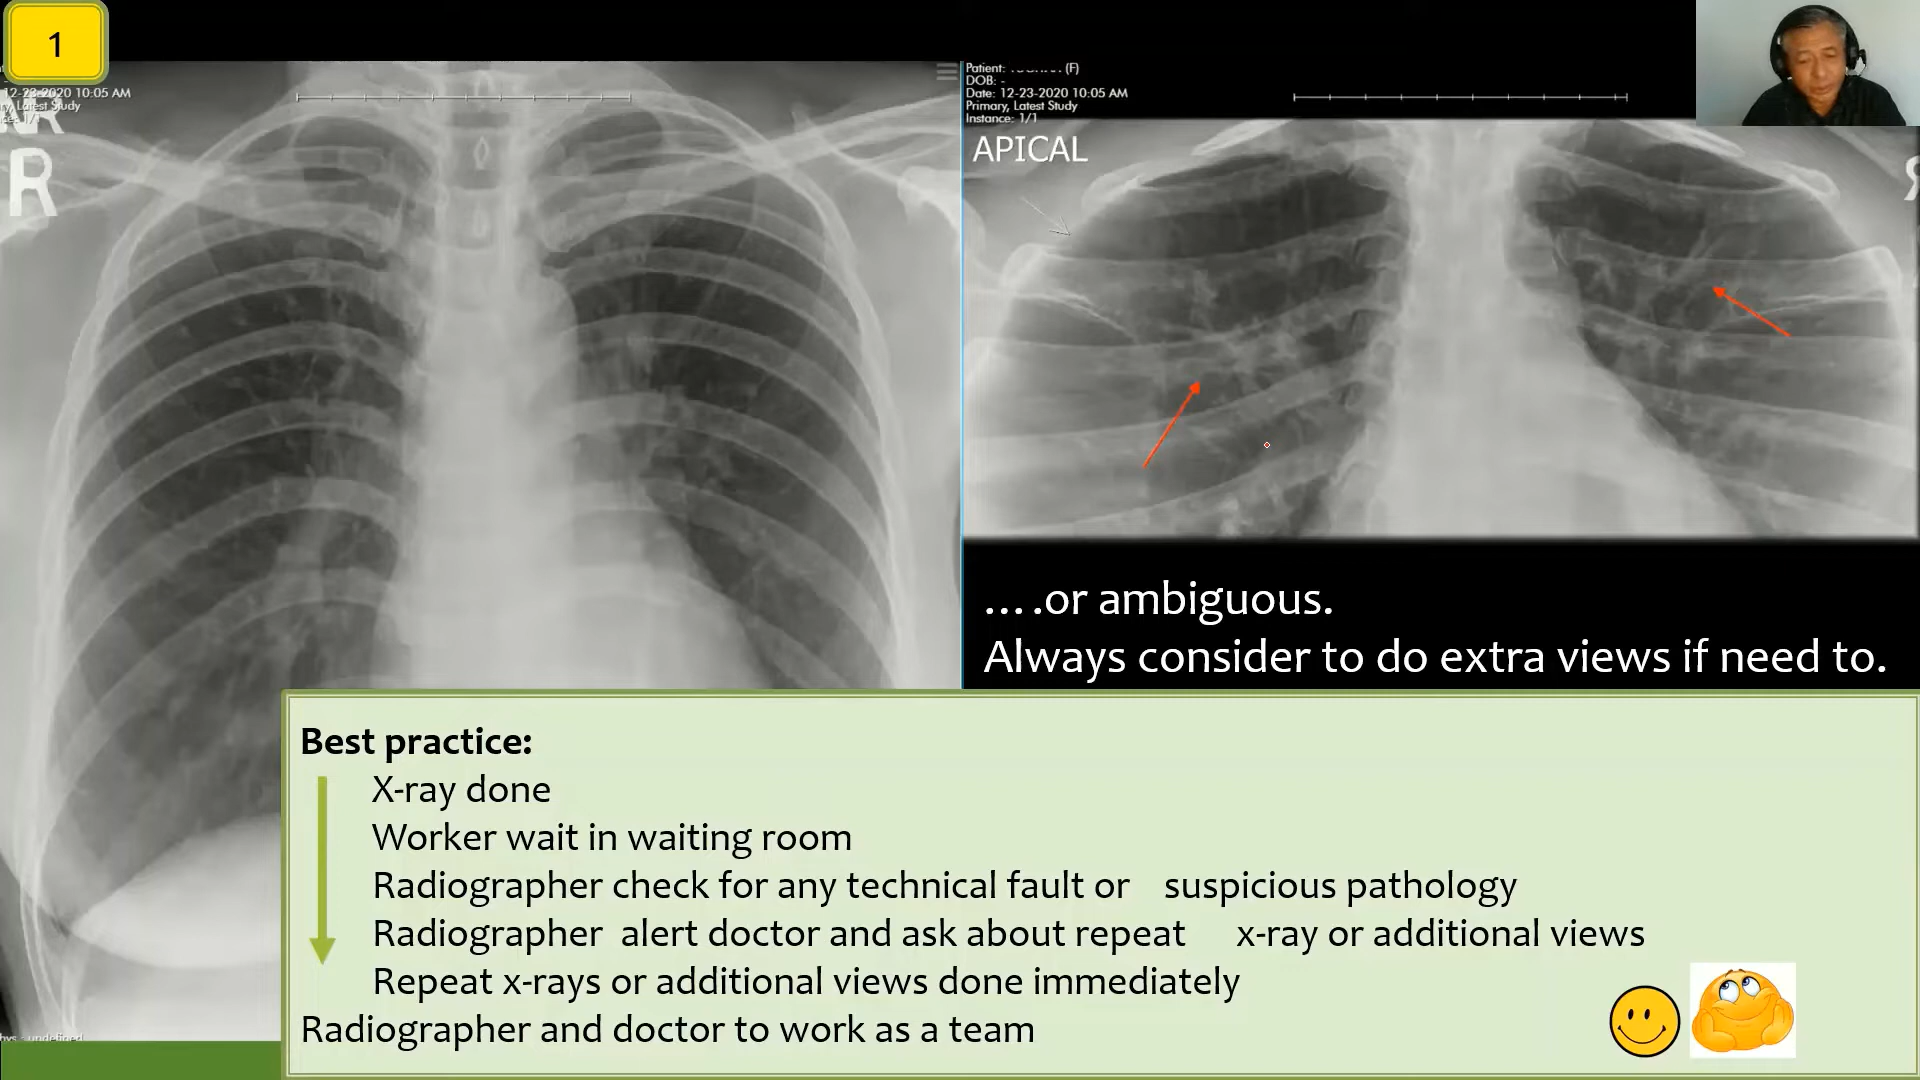 1
12-23-2020 10:05 AM
Latest Study
R
Patient: (F)
DOB: -
Date: 12-23-2020 10:05 AM
Primary, Latest Study
Instance: 1/1
APICAL
….or ambiguous.
Always consider to do extra views if need to.
Best practice:
X-ray done
Worker wait in waiting room
Radiographer check for any technical fault or suspicious pathology
Radiographer alert doctor and ask about repeat x-ray or additional views
Repeat x-rays or additional views done immediately
Radiographer and doctor to work as a team
- undefined